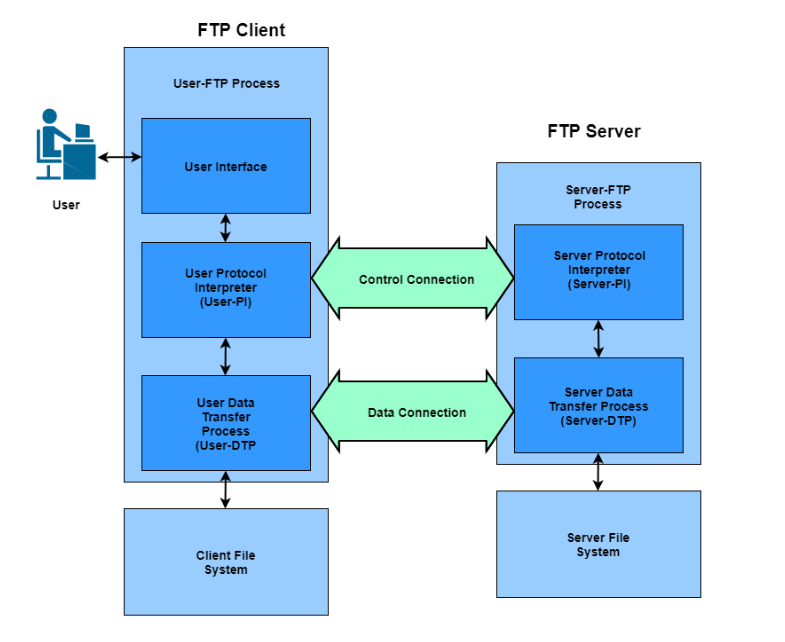 FTP Client
User-FTP Process
User Interface
User
User Protocol
Interpreter
(User-PI)
User Data
Transfer
Process
(User-DTP
Client File
System
Control Connection
Data Connection
FTP Server
Server-FTP
Process
Server Protocol
Interpreter
(Server-PI)
Server Data
Transfer Process
(Server-DTP)
Server File
System